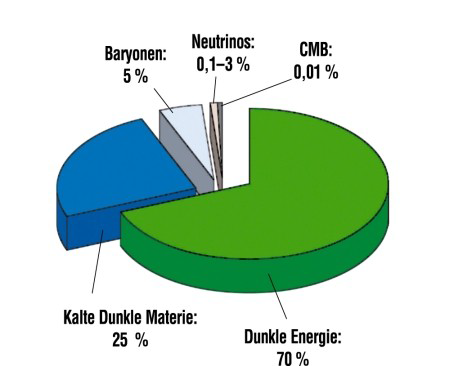 Baryonen:
5 %
Neutrinos:
0,1–3 %
CMB:
0,01 %
Kalte Dunkle Materie:
25 %
Dunkle Energie:
70 %